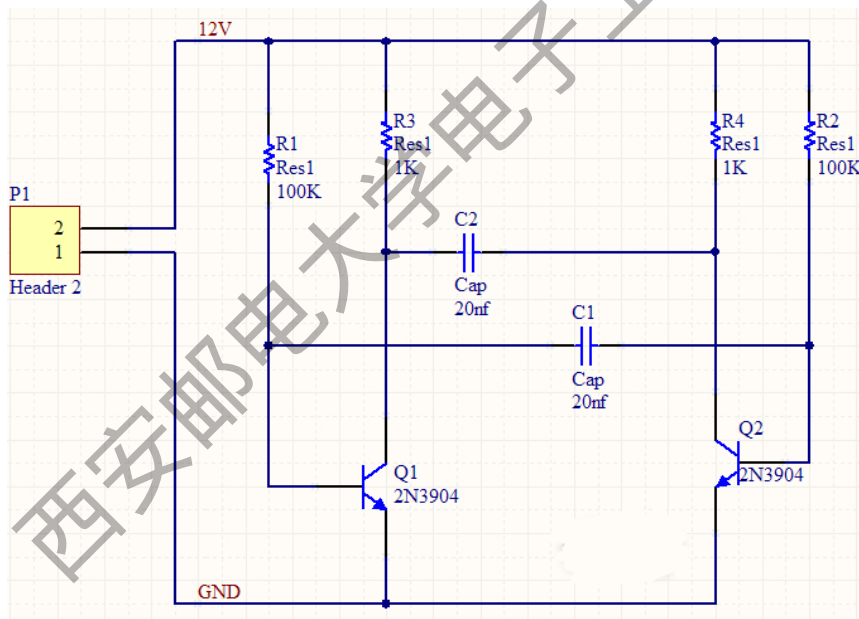 12V
R1
Res1
100K
R3
Res1
1K
R4
Res1
1K
R2
Res1
100K
P1
2
1
Header 2
C2
Cap
20nf
C1
Cap
20nf
Q1
2N3904
Q2
2N3904
GND
西安邮电大学电子工